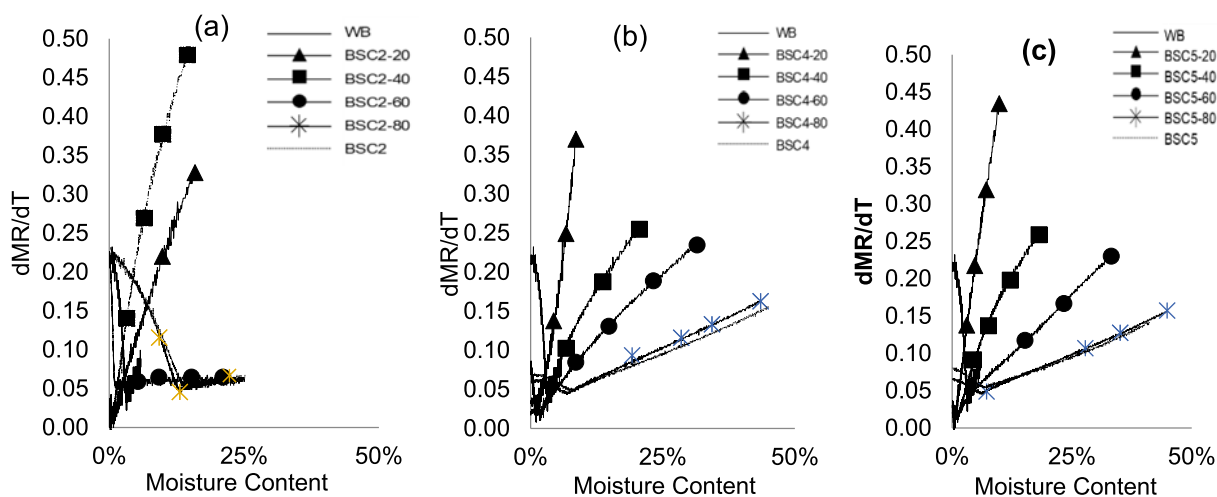 (a)
WB
BSC2-20
BSC2-40
BSC2-60
BSC2-80
BSC2
dMR/dT
0.50
0.45
0.40
0.35
0.30
0.25
0.20
0.15
0.10
0.05
0.00
0%
25%
50%
Moisture Content
(b)
WB
BSC4-20
BSC4-40
BSC4-60
BSC4-80
BSC4
dMR/dT
0.50
0.45
0.40
0.35
0.30
0.25
0.20
0.15
0.10
0.05
0.00
0%
25%
50%
Moisture Content
(c)
WB
BSC5-20
BSC5-40
BSC5-60
BSC5-80
BSC5
dMR/dT
0.50
0.45
0.40
0.35
0.30
0.25
0.20
0.15
0.10
0.05
0.00
0%
25%
50%
Moisture Content